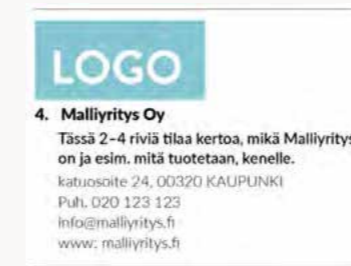 LOGO
4. Malliyritys Oy
Tässä 2–4 riviä tilaa kertoa, mikä Malliyritys
on ja esim. mitä tuotetaan, kenelle.
katuosoite 24, 00320 KAUPUNKI
Puh. 020 123 123
info@malliyritys.fi
www. malliyritys.fi